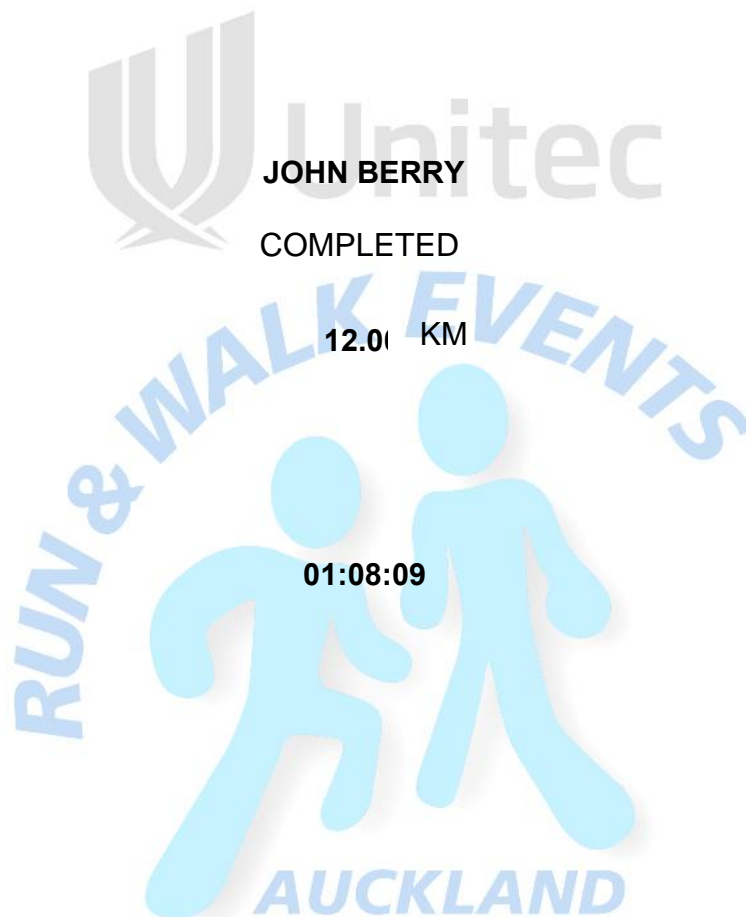 Unitec
JOHN BERRY
COMPLETED
RUN & WALK EVENTS
12.0 KM
01:08:09
AUCKLAND